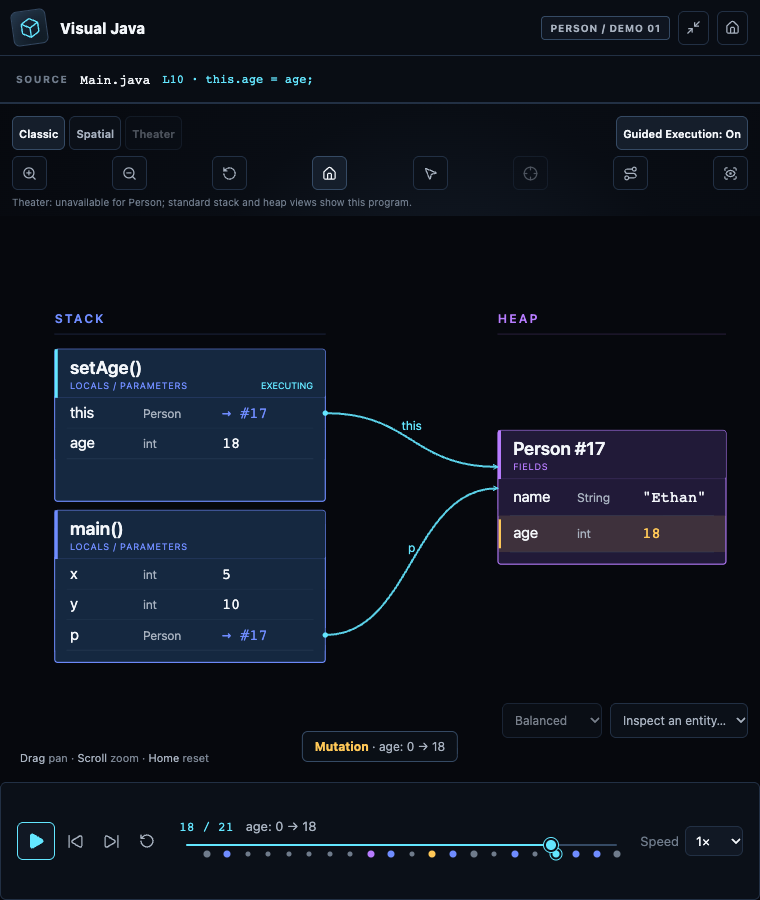 Visual Java
PERSON / DEMO 01
SOURCE Main.java L10 · this.age = age;
Classic Spatial Theater
Guided Execution: On
Theater: unavailable for Person; standard stack and heap views show this program.
STACK
HEAP
setAge()
LOCALS / PARAMETERS EXECUTING
this Person → #17
age int 18
this
Person #17
FIELDS
name String "Ethan"
age int 18
main()
LOCALS / PARAMETERS
x int 5
y int 10
p Person → #17
p
Balanced
Inspect an entity...
Mutation · age: 0 → 18
Drag pan · Scroll zoom · Home reset
18 / 21 age: 0 → 18
Speed 1×